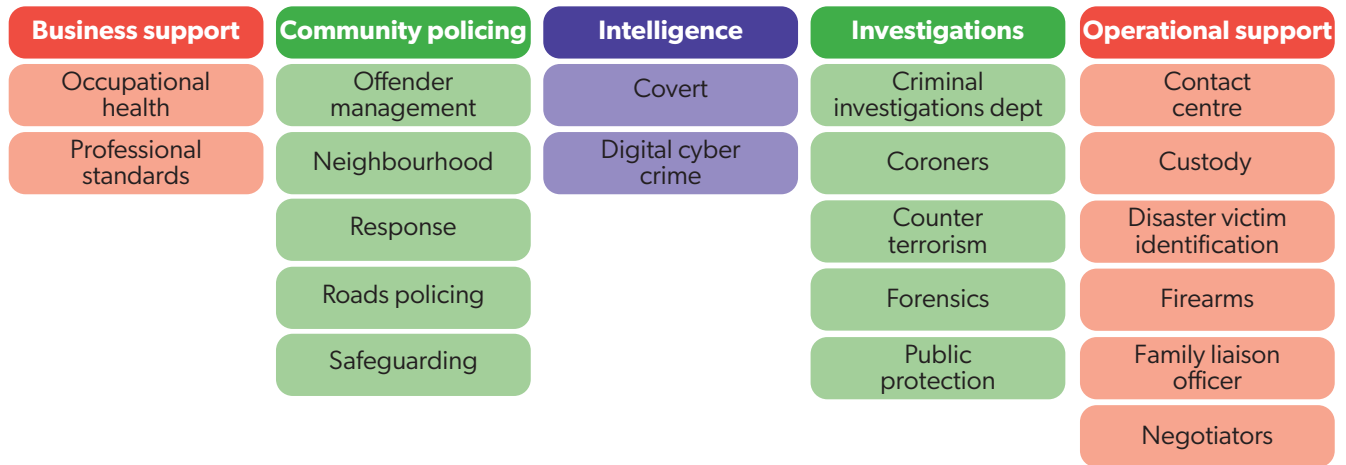 Business support
Occupational
health
Professional
standards
Community policing
Offender
management
Neighbourhood
Response
Roads policing
Safeguarding
Intelligence
Covert
Digital cyber
crime
Investigations
Criminal
investigations dept
Coroners
Counter
terrorism
Forensics
Public
protection
Operational support
Contact
centre
Custody
Disaster victim
identification
Firearms
Family liaison
officer
Negotiators